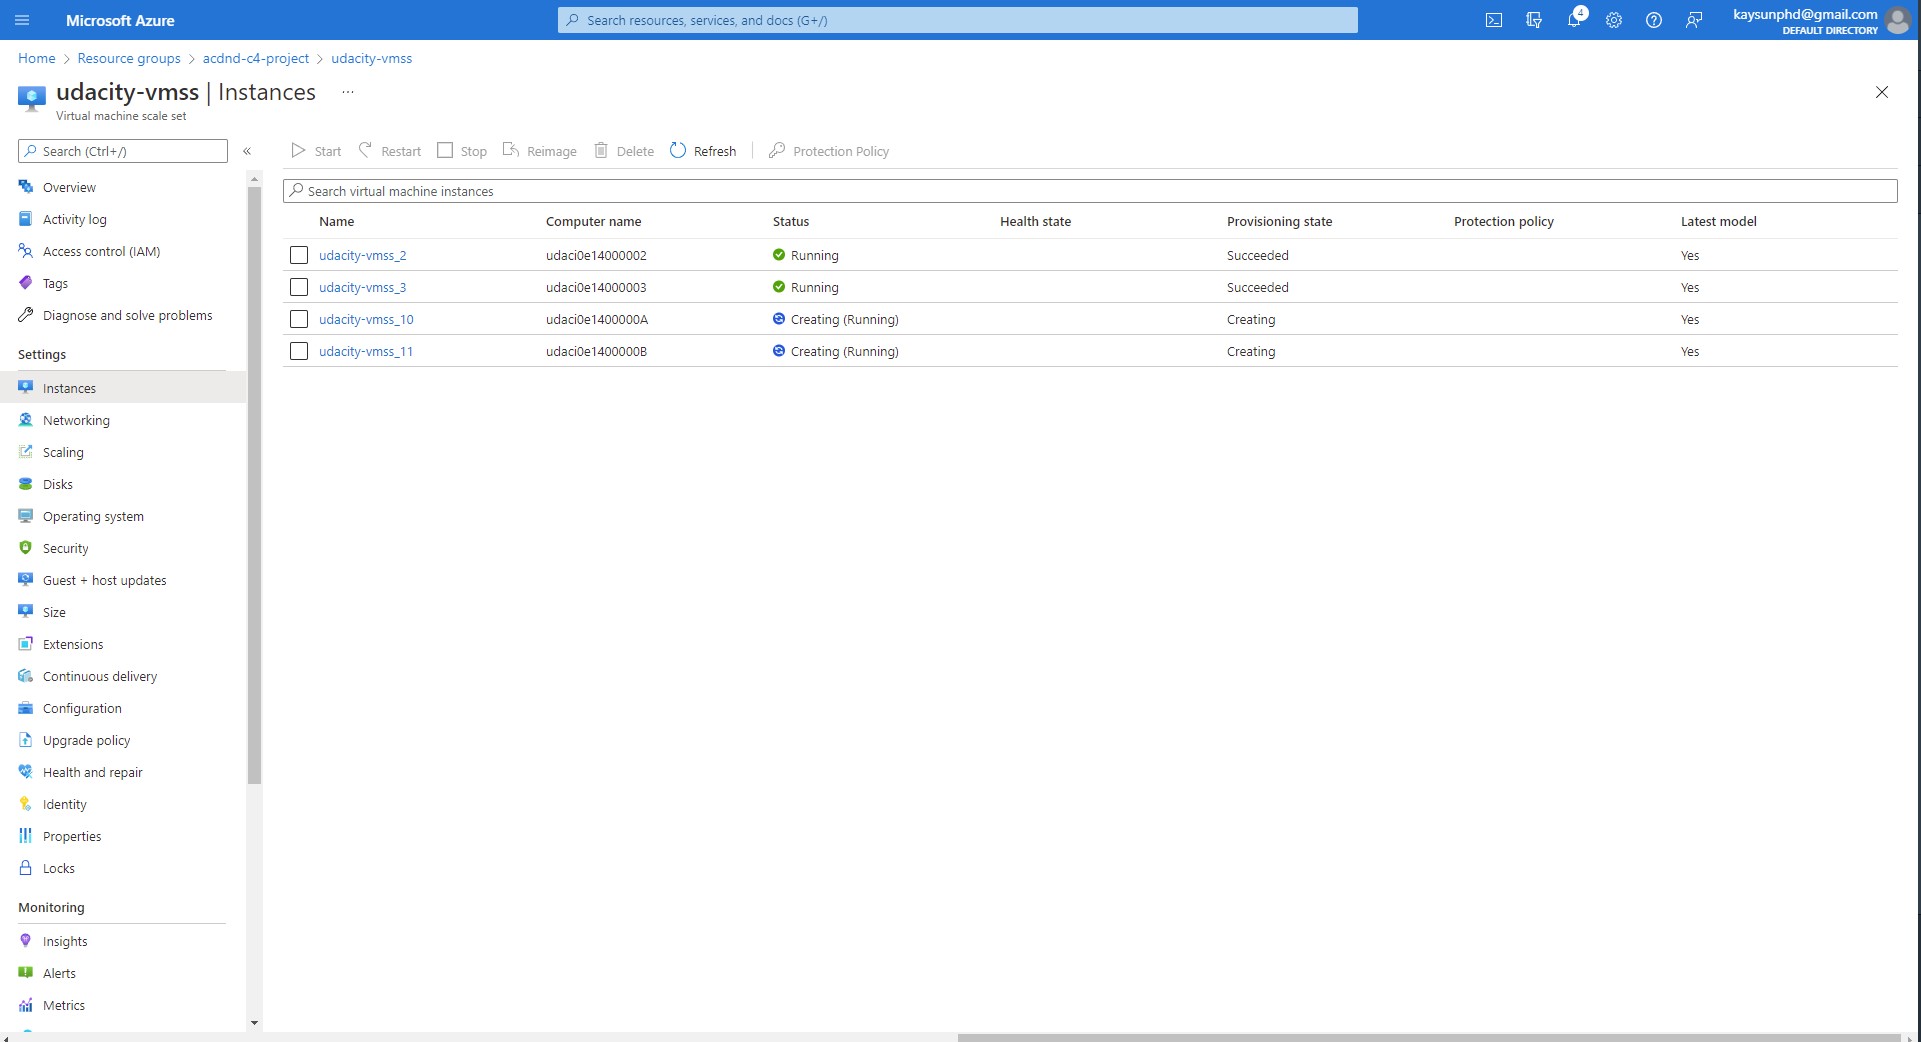 Microsoft Azure
Search resources, services, and docs (G+/)
4
kaysunphd@gmail.com
DEFAULT DIRECTORY
Home > Resource groups > acdnd-c4-project > udacity-vmss
udacity-vmss | Instances ...
Virtual machine scale set
Search (Ctrl+/) «
Start Restart Stop Reimage Delete Refresh Protection Policy
Search virtual machine instances
Name Computer name Status Health state Provisioning state Protection policy Latest model
udacity-vmss_2 udaci0e14000002 Running Succeeded Yes
udacity-vmss_3 udaci0e14000003 Running Succeeded Yes
udacity-vmss_10 udaci0e1400000A Creating (Running) Creating Yes
udacity-vmss_11 udaci0e1400000B Creating (Running) Creating Yes
Overview
Activity log
Access control (IAM)
Tags
Diagnose and solve problems
Settings
Instances
Networking
Scaling
Disks
Operating system
Security
Guest + host updates
Size
Extensions
Continuous delivery
Configuration
Upgrade policy
Health and repair
Identity
Properties
Locks
Monitoring
Insights
Alerts
Metrics